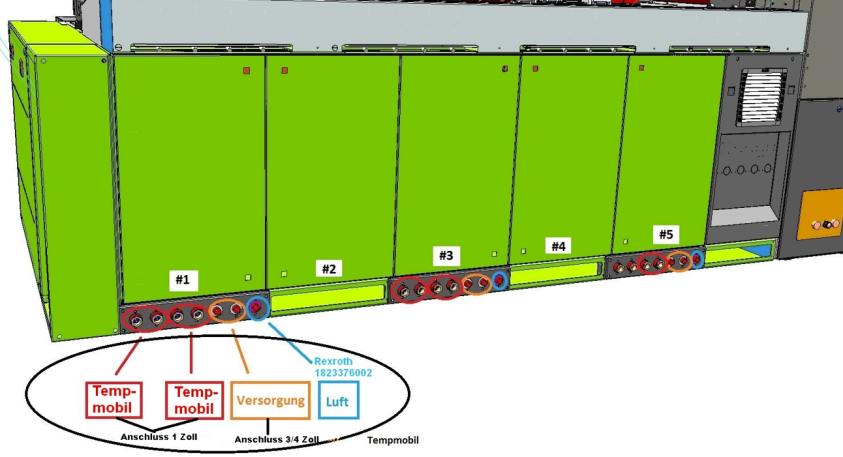 #1
#2
#3
#4
#5
Rexroth
1823376002
Temp-
mobil
Temp-
mobil
Versorgung
Luft
Anschluss 1 Zoll
Anschluss 3/4 Zoll
Tempmobil